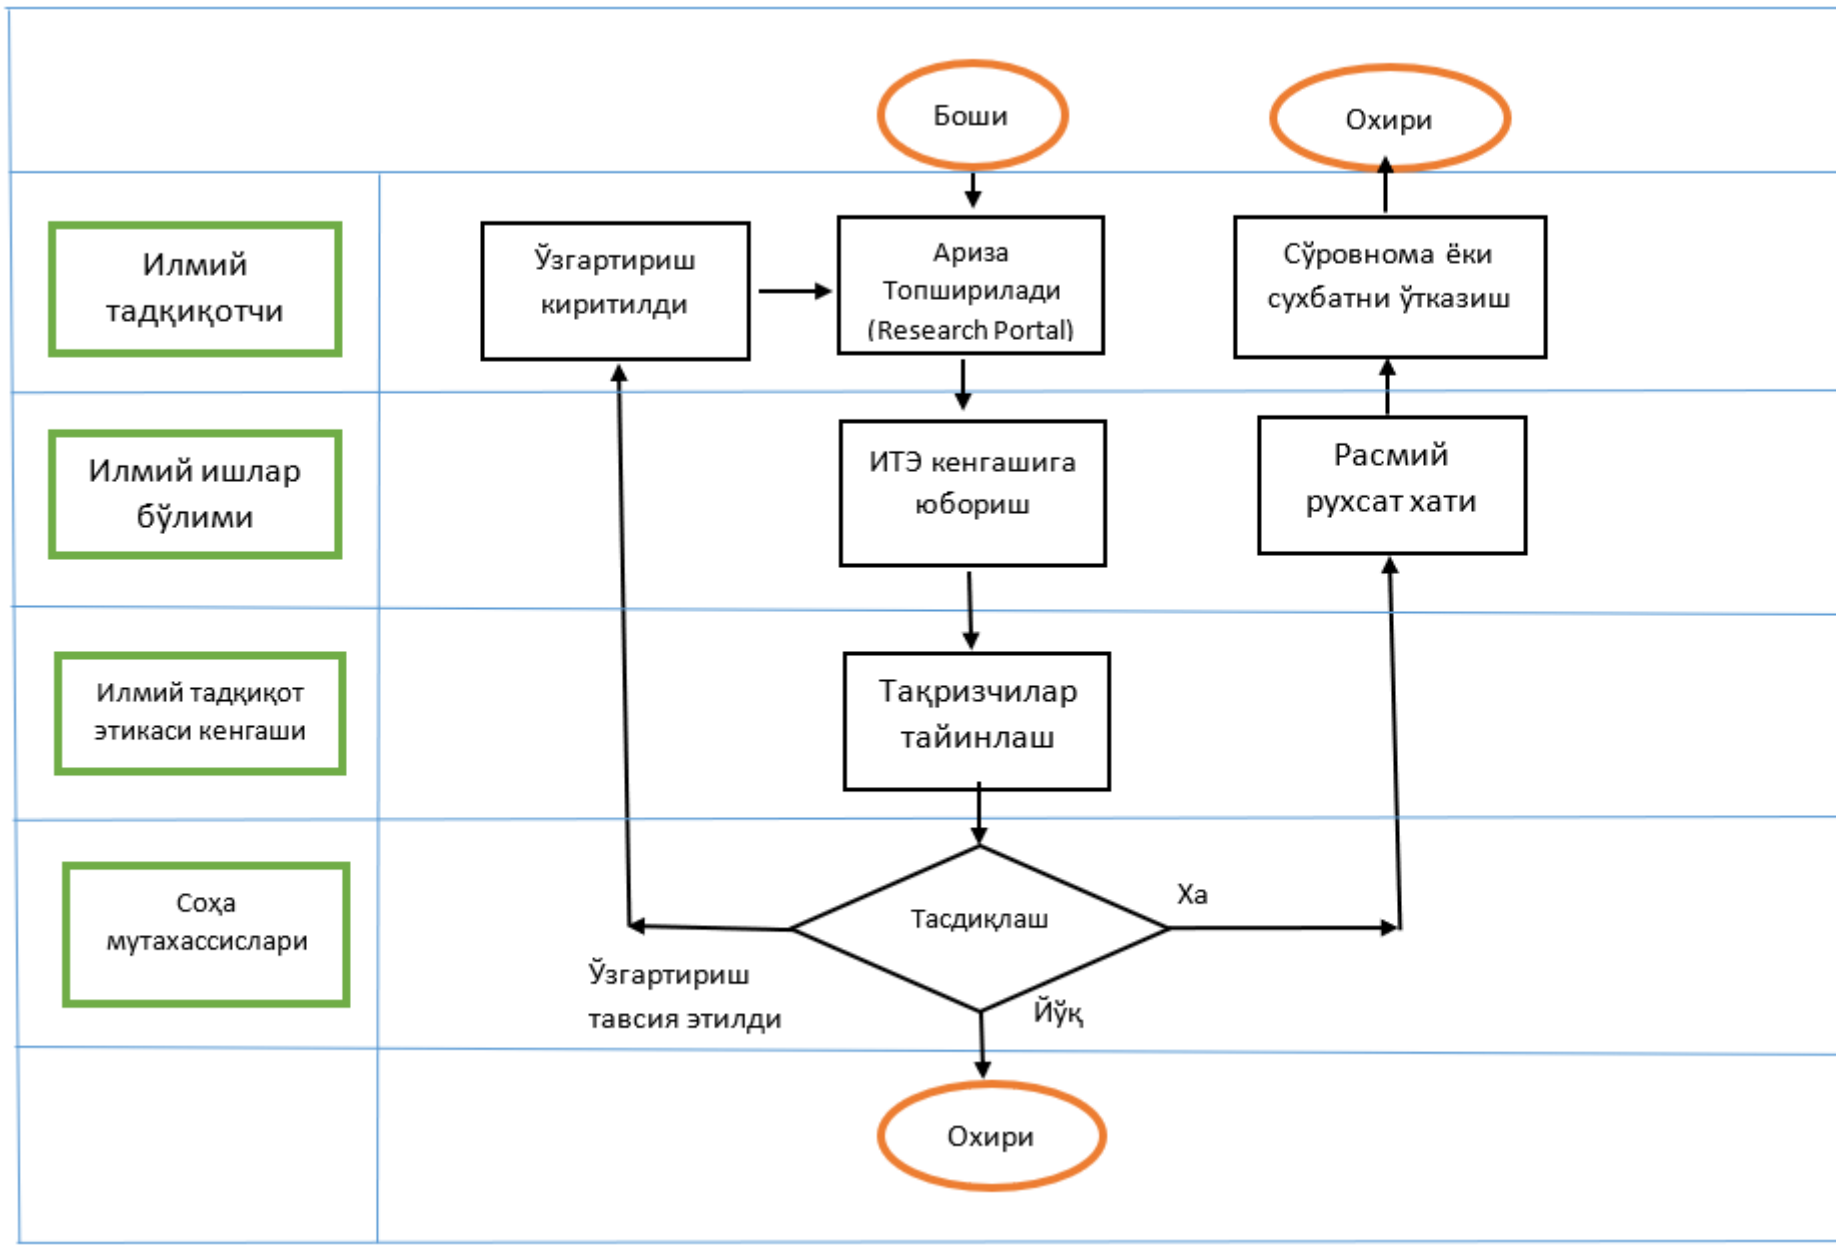 Боши
Охири
Илмий
тадқиқотчи
Ўзгартириш
киритилди
Ариза
Топширилади
(Research Portal)
Сўровнома ёки
сухбатни ўтказиш
Илмий ишлар
бўлими
ИТЭ кенгашига
юбориш
Расмий
рухсат хати
Илмий тадқиқот
этикаси кенгаши
Тақризчилар
тайинлаш
Соҳа
мутахассислари
Тасдиқлаш
Ха
Ўзгартириш
тавсия этилди
Йўқ
Охири